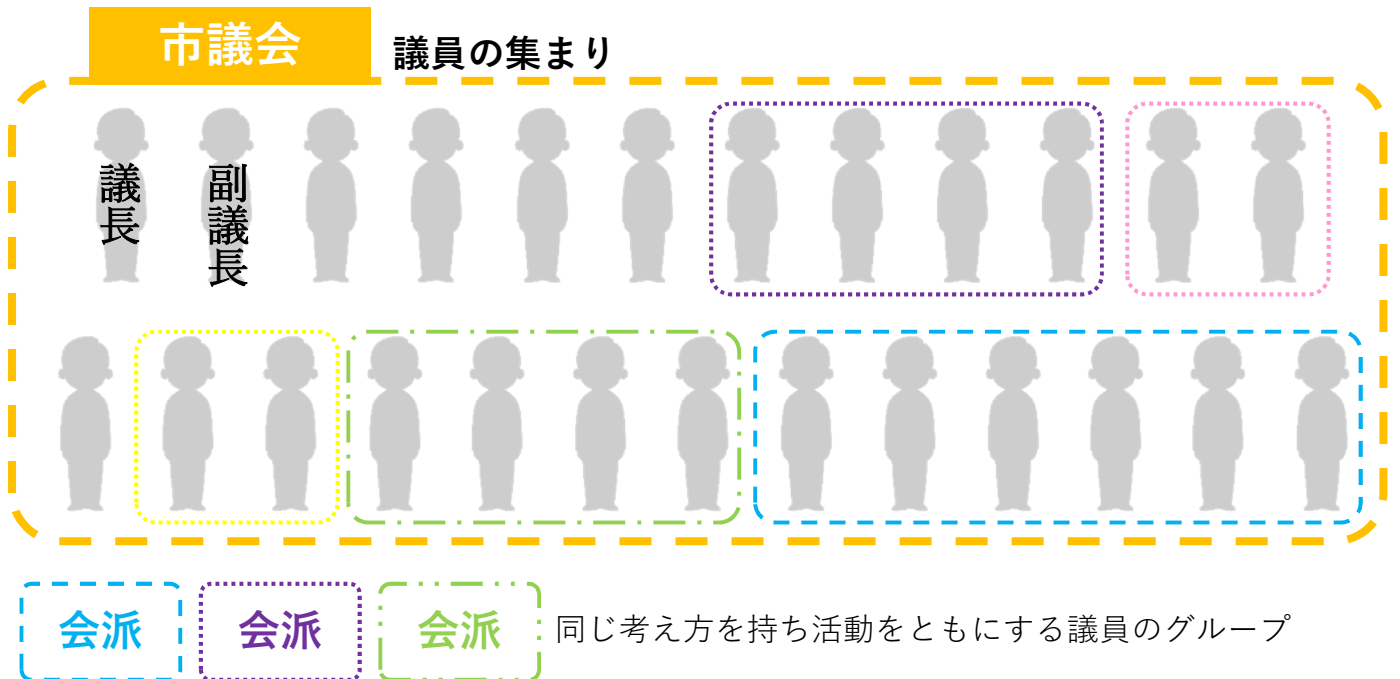 市議会
議員の集まり
議長
副議長
会派
会派
会派
同じ考え方を持ち活動をともにする議員のグループ